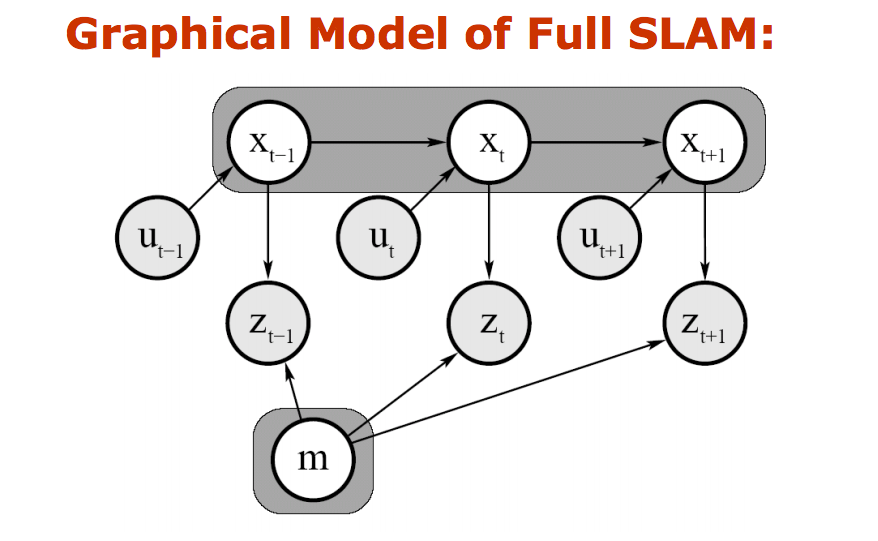 Graphical Model of Full SLAM:
x_{t−1} x_t x_{t+1}
u_{t−1} u_t u_{t+1}
z_{t−1} z_t z_{t+1}
m